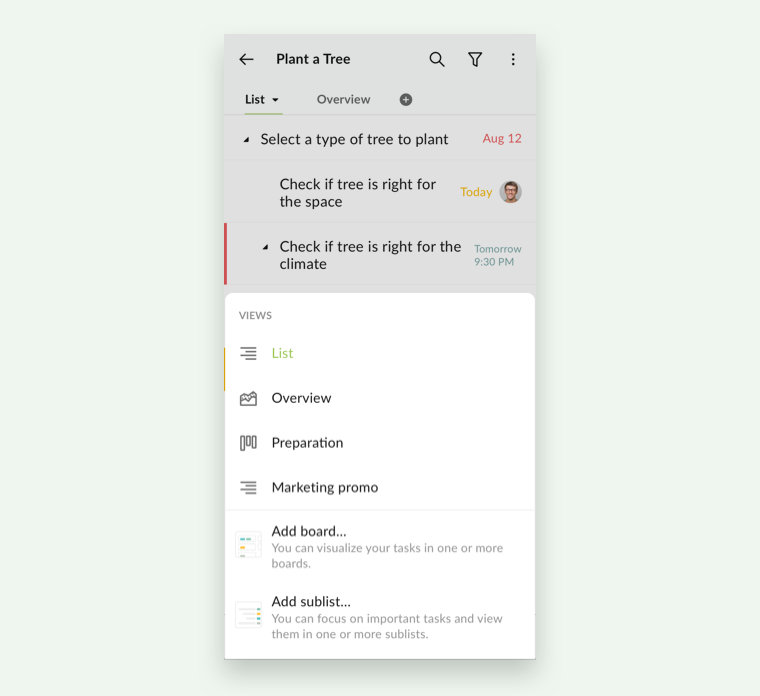 Plant a Tree
List
Overview
Select a type of tree to plant
Aug 12
Check if tree is right for
the space
Today
Check if tree is right for the
climate
Tomorrow
9:30 PM
VIEWS
List
Overview
Preparation
Marketing promo
Add board...
You can visualize your tasks in one or more
boards.
Add sublist...
You can focus on important tasks and view
them in one or more sublists.